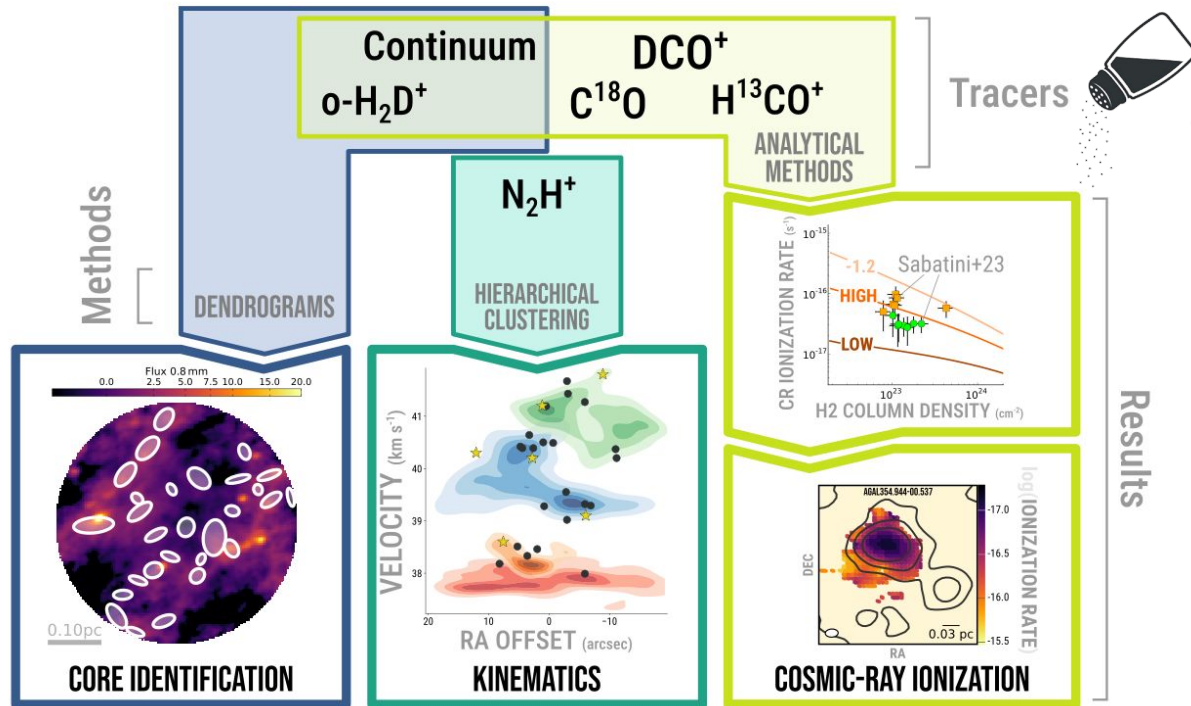 Continuum
DCO⁺
o-H₂D⁺
C¹⁸O
H¹³CO⁺
Tracers
ANALYTICAL
METHODS
N₂H⁺
Methods
DENDROGRAMS
HIERARCHICAL
CLUSTERING
CR IONIZATION RATE (s⁻¹)
10⁻¹⁵
10⁻¹⁶
10⁻¹⁷
-1.2
HIGH
LOW
Sabatini+23
10²³
10²⁴
H2 COLUMN DENSITY (cm⁻²)
Results
Flux 0.8 mm
0.0
2.5
5.0
7.5
10.0
20.0
0.10pc
CORE IDENTIFICATION
VELOCITY (km s⁻¹)
41
40
39
38
20
10
0
-10
RA OFFSET (arcsec)
KINEMATICS
AGAL354.944-00.537
DEC
RA
0.03 pc
log(IONIZATION RATE)
-17.0
-16.5
-16.0
-15.5
COSMIC-RAY IONIZATION